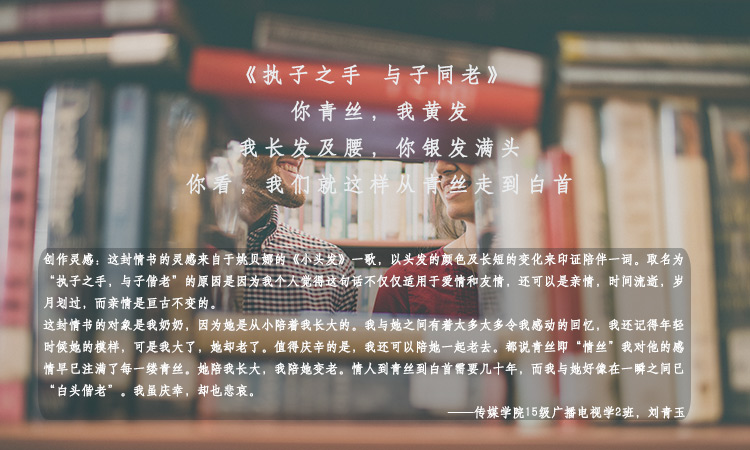 《执子之手 与子同老》
你青丝，我黄发
我长发及腰，你银发满头
你看，我们就这样从青丝走到白首
创作灵感：这封情书的灵感来自于姚贝娜的《小头发》一歌，以头发的颜色及长短的变化来印证陪伴一词。取名为
“执子之手，与子偕老”的原因是因为我个人觉得这句话不仅仅适用于爱情和友情，还可以是亲情，时间流逝，岁
月划过，而亲情是亘古不变的。
这封情书的对象是我奶奶，因为她是从小陪着我长大的。我与她之间有着太多太多令我感动的回忆，我还记得年轻
时候她的模样，可是我大了，她却老了。值得庆幸的是，我还可以陪她一起老去。都说青丝即“情丝”我对他的感
情早已注满了每一缕青丝。她陪我长大，我陪她变老。情人到青丝到白首需要几十年，而我与她好像在一瞬之间已
“白头偕老”。我虽庆幸，却也悲哀。
——传媒学院15级广播电视学2班，刘青玉